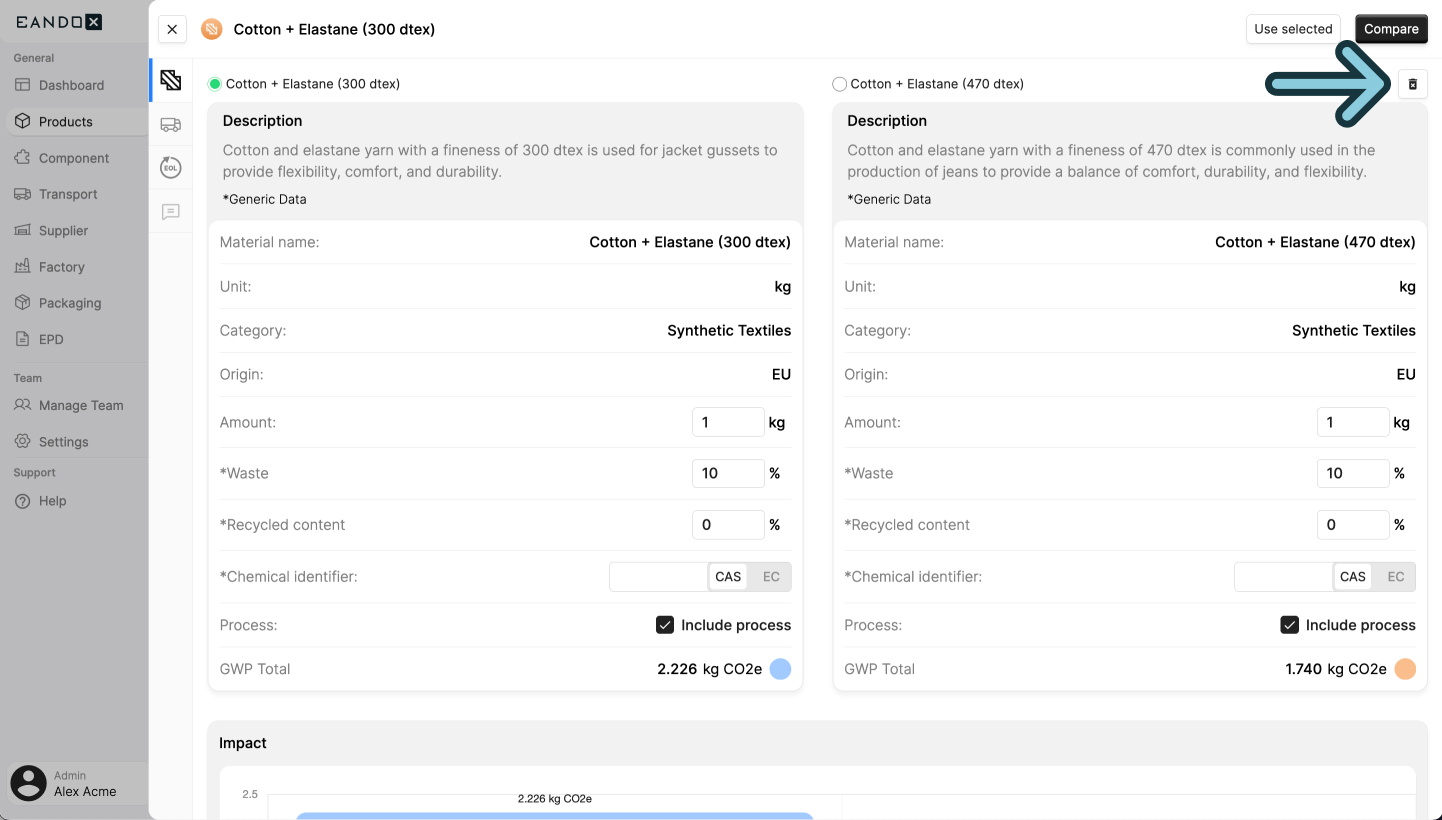 EANDOX
General
Dashboard
Products
Component
Transport
Supplier
Factory
Packaging
EPD
Team
Manage Team
Settings
Support
Help
Admin
Alex Acme
EOL
Cotton + Elastane (300 dtex)
Use selected
Compare
Cotton + Elastane (300 dtex)
Description
Cotton and elastane yarn with a fineness of 300 dtex is used for jacket gussets to
provide flexibility, comfort, and durability.
*Generic Data
Material name: Cotton + Elastane (300 dtex)
Unit: kg
Category: Synthetic Textiles
Origin: EU
Amount: 1 kg
*Waste 10 %
*Recycled content 0 %
*Chemical identifier: CAS EC
Process: Include process
GWP Total 2.226 kg CO2e
Cotton + Elastane (470 dtex)
Description
Cotton and elastane yarn with a fineness of 470 dtex is commonly used in the
production of jeans to provide a balance of comfort, durability, and flexibility.
*Generic Data
Material name: Cotton + Elastane (470 dtex)
Unit: kg
Category: Synthetic Textiles
Origin: EU
Amount: 1 kg
*Waste 10 %
*Recycled content 0 %
*Chemical identifier: CAS EC
Process: Include process
GWP Total 1.740 kg CO2e
Impact
2.5
2.226 kg CO2e